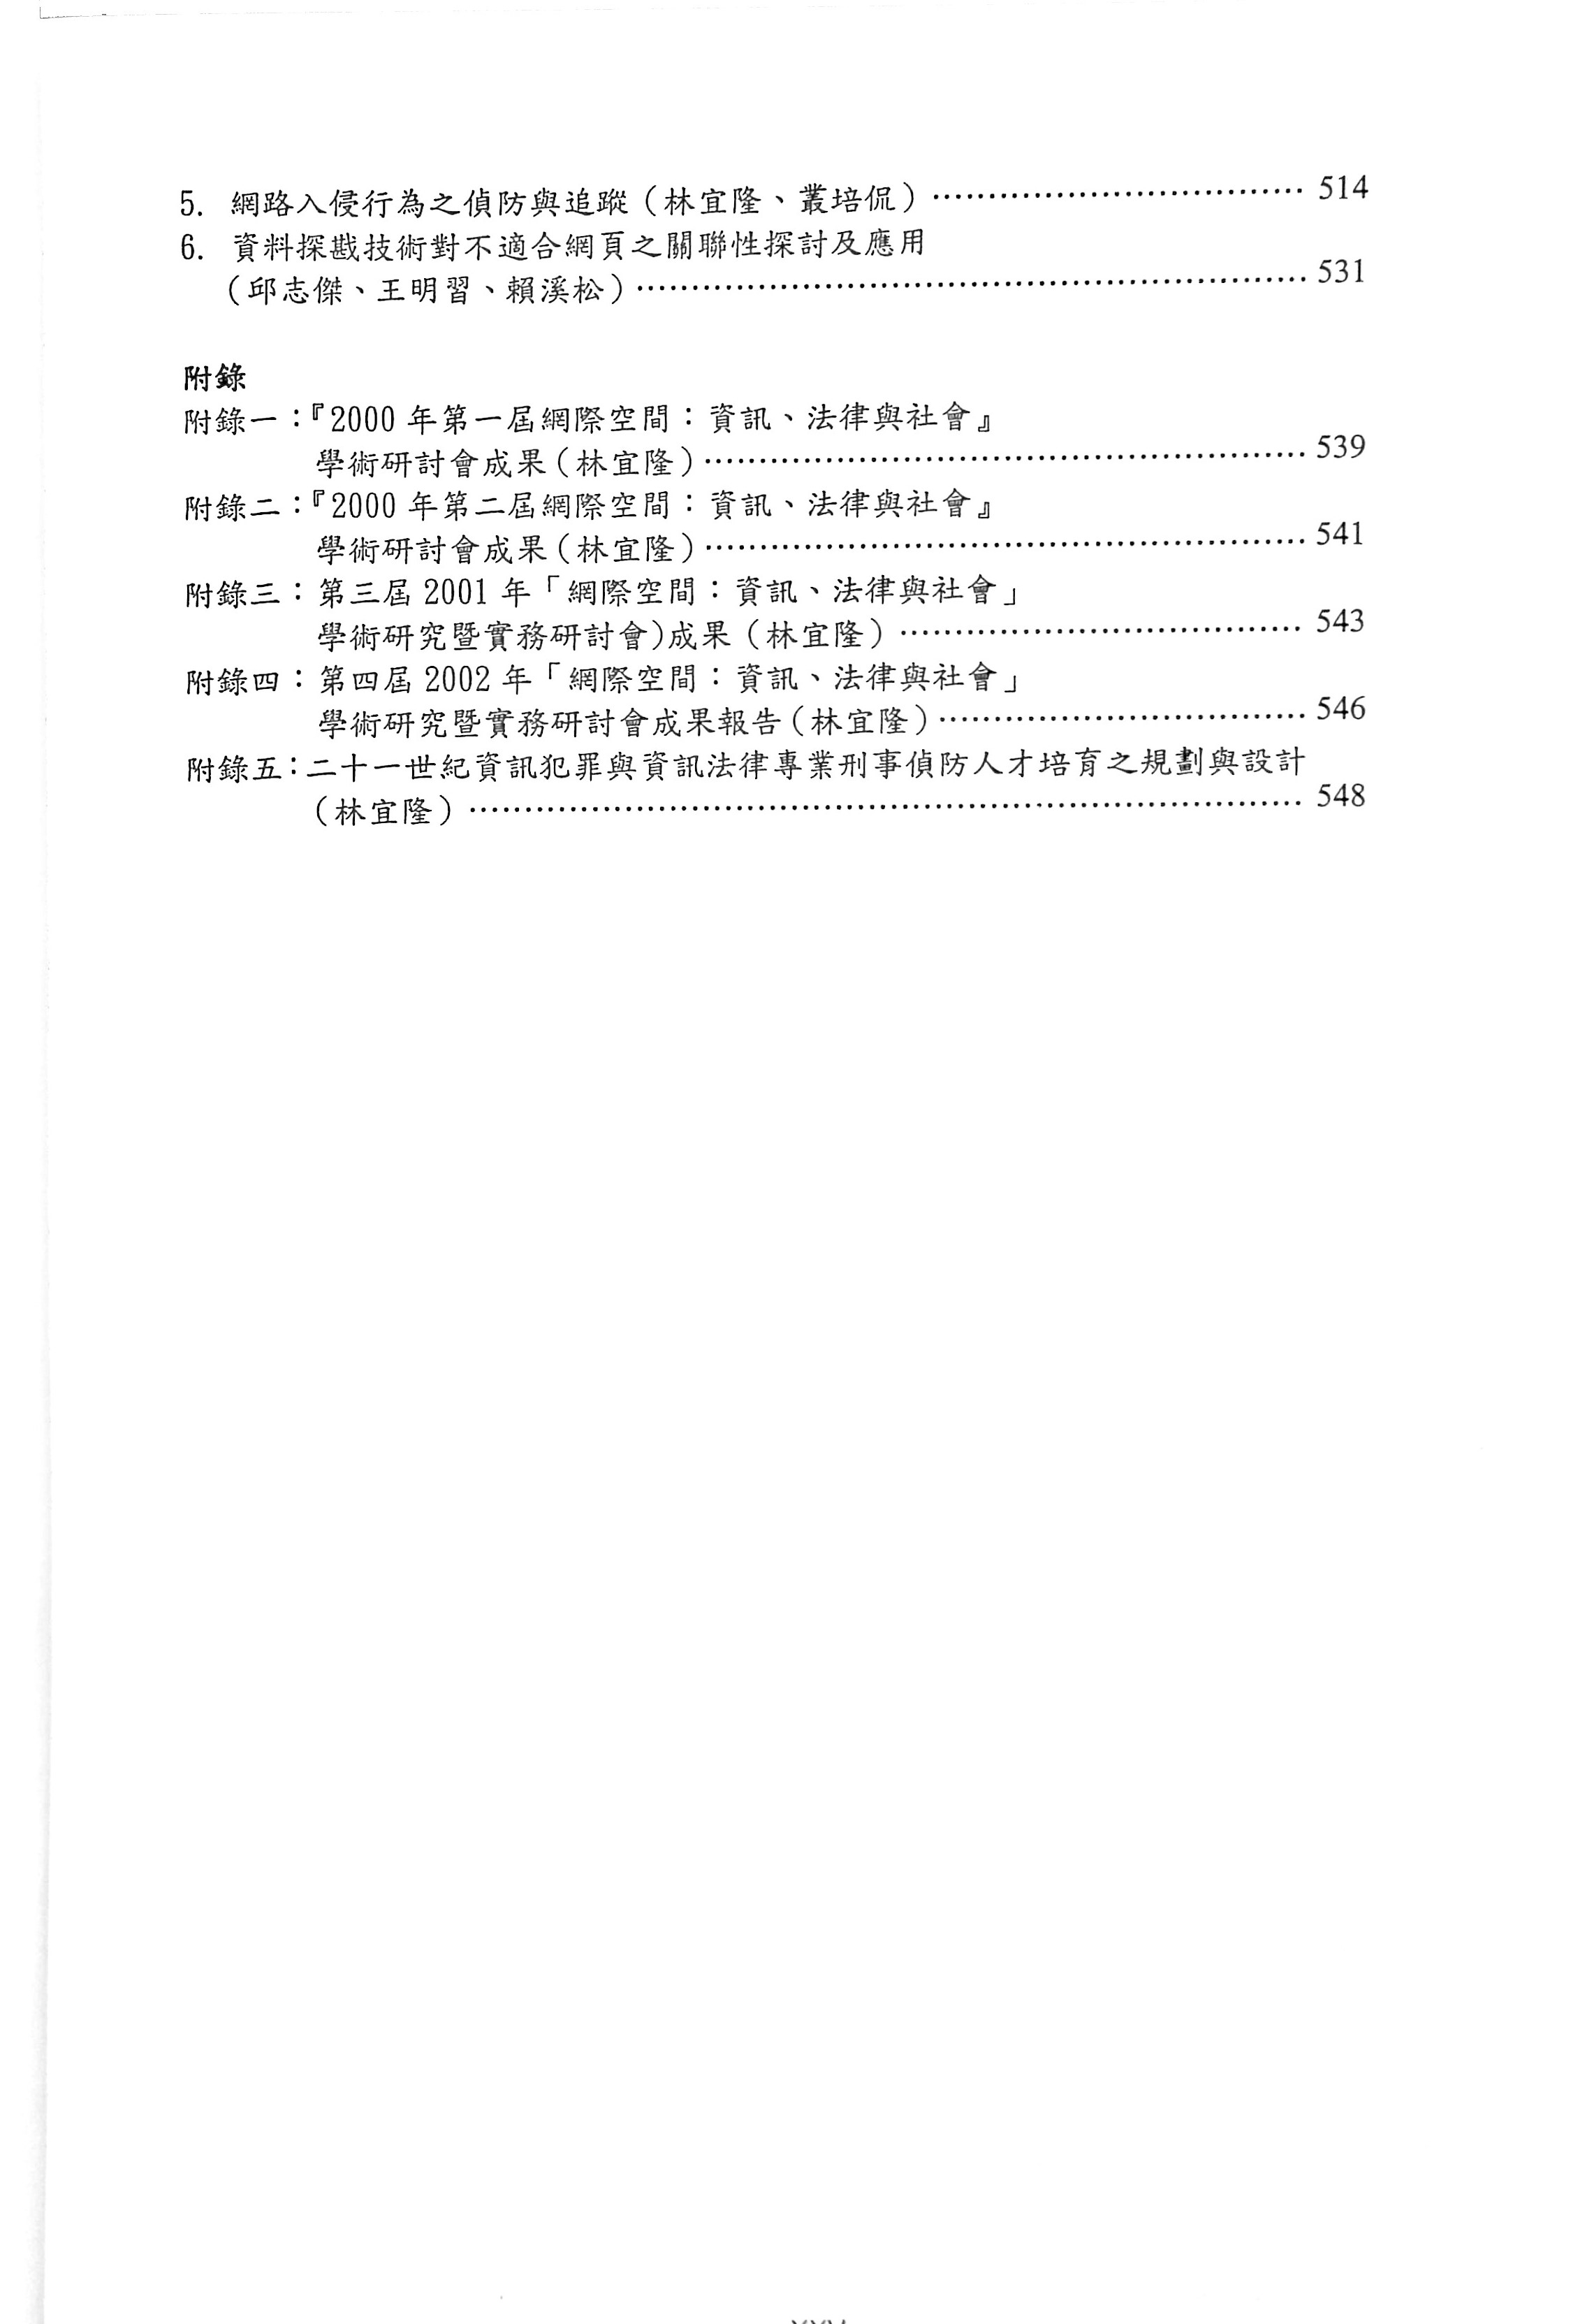 5. 網路入侵行為之偵防與追蹤（林宜隆、叢培侃）⋯⋯⋯⋯⋯⋯⋯⋯⋯⋯⋯ 514
6. 資料探戡技術對不適合網頁之關聯性探討及應用
（邱志傑、王明習、賴溪松）⋯⋯⋯⋯⋯⋯⋯⋯⋯⋯⋯⋯⋯⋯⋯⋯ 531
附錄
附錄一：『2000 年第一屆網際空間：資訊、法律與社會』
學術研討會成果（林宜隆）⋯⋯⋯⋯⋯⋯⋯⋯⋯⋯⋯⋯⋯⋯⋯ 539
附錄二：『2000 年第二屆網際空間：資訊、法律與社會』
學術研討會成果（林宜隆）⋯⋯⋯⋯⋯⋯⋯⋯⋯⋯⋯⋯⋯⋯⋯ 541
附錄三：第三屆 2001 年「網際空間：資訊、法律與社會」
學術研究暨實務研討會)成果（林宜隆）⋯⋯⋯⋯⋯⋯⋯⋯⋯⋯ 543
附錄四：第四屆 2002 年「網際空間：資訊、法律與社會」
學術研究暨實務研討會成果報告（林宜隆）⋯⋯⋯⋯⋯⋯⋯⋯⋯ 546
附錄五：二十一世紀資訊犯罪與資訊法律專業刑事偵防人才培育之規劃與設計
（林宜隆）⋯⋯⋯⋯⋯⋯⋯⋯⋯⋯⋯⋯⋯⋯⋯⋯⋯⋯⋯⋯⋯ 548